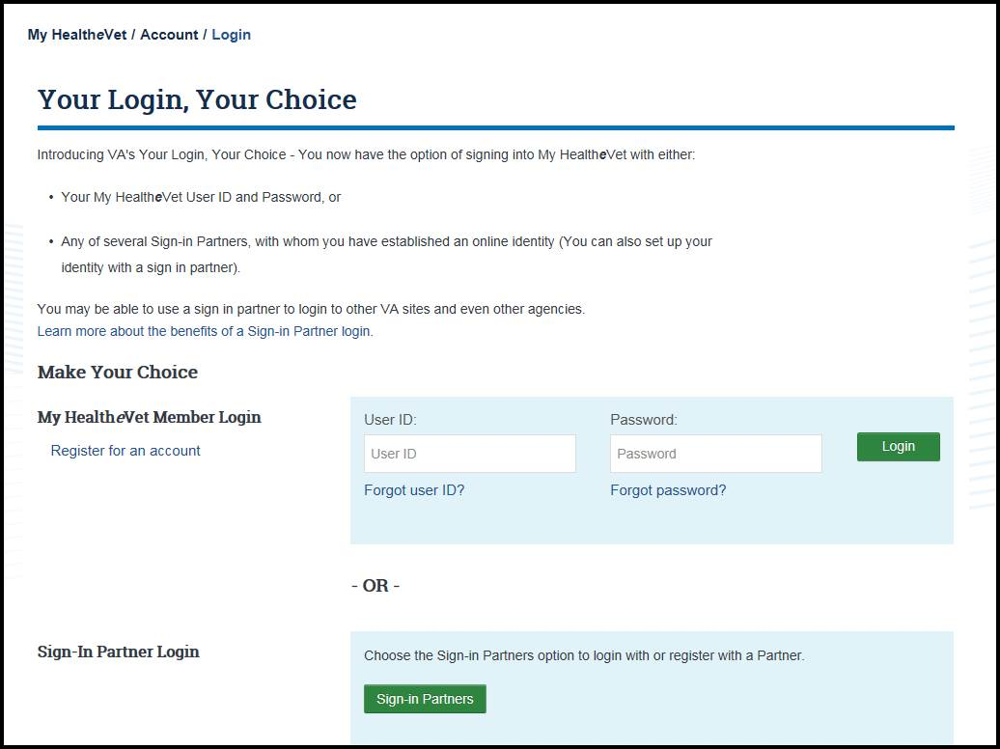 My HealtheVet / Account / Login
Your Login, Your Choice
Introducing VA's Your Login, Your Choice - You now have the option of signing into My HealtheVet with either:
• Your My HealtheVet User ID and Password, or
• Any of several Sign-in Partners, with whom you have established an online identity (You can also set up your
identity with a sign in partner).
You may be able to use a sign in partner to login to other VA sites and even other agencies.
Learn more about the benefits of a Sign-in Partner login.
Make Your Choice
My HealtheVet Member Login
Register for an account
User ID:
User ID
Forgot user ID?
Password:
Password
Forgot password?
Login
- OR -
Sign-In Partner Login
Choose the Sign-in Partners option to login with or register with a Partner.
Sign-in Partners